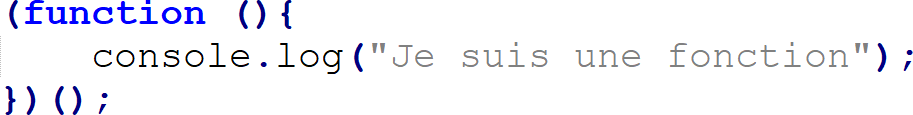 (function (){
    console.log("Je suis une fonction");
})();